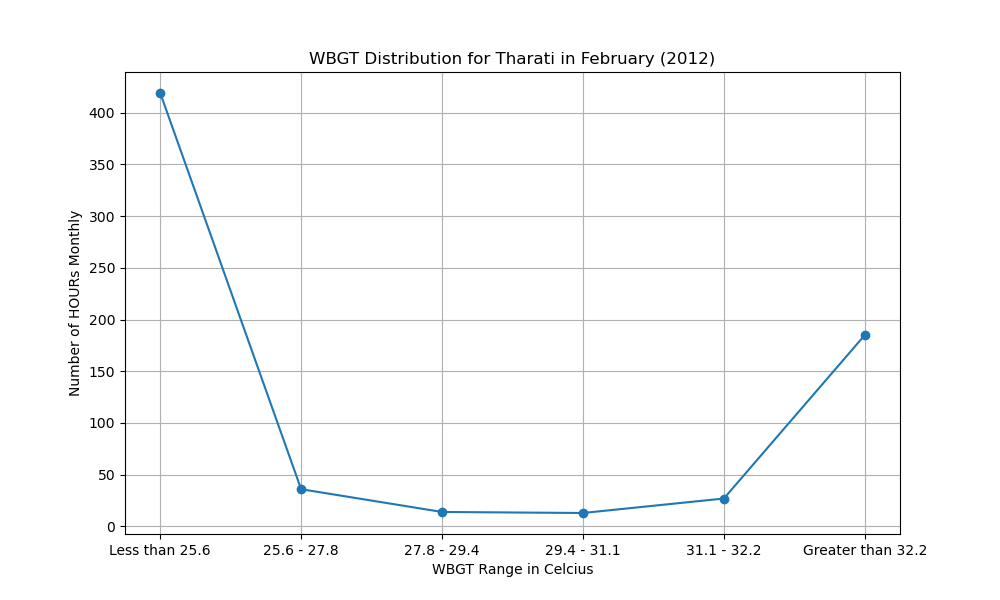 WBGT Distribution for Tharati in February (2012)
Number of HOURs Monthly
400
350
300
250
200
150
100
50
0
Less than 25.6 25.6 - 27.8 27.8 - 29.4 29.4 - 31.1 31.1 - 32.2 Greater than 32.2
WBGT Range in Celcius